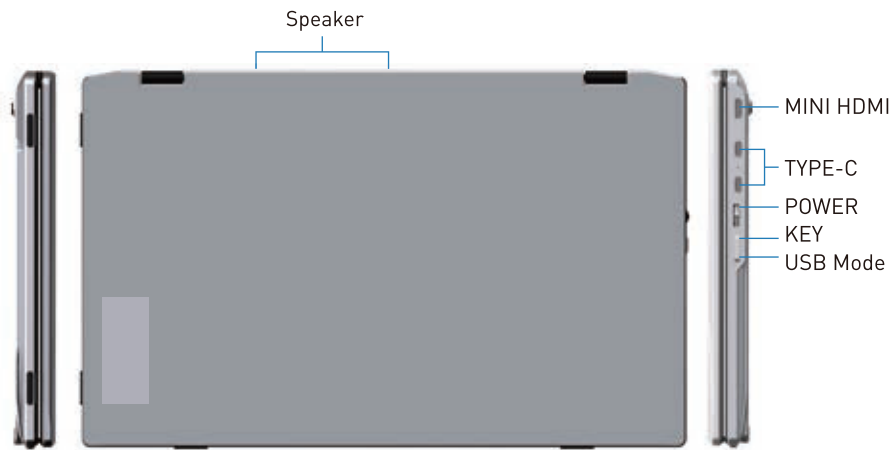 Speaker
MINI HDMI
TYPE-C
POWER
KEY
USB Mode